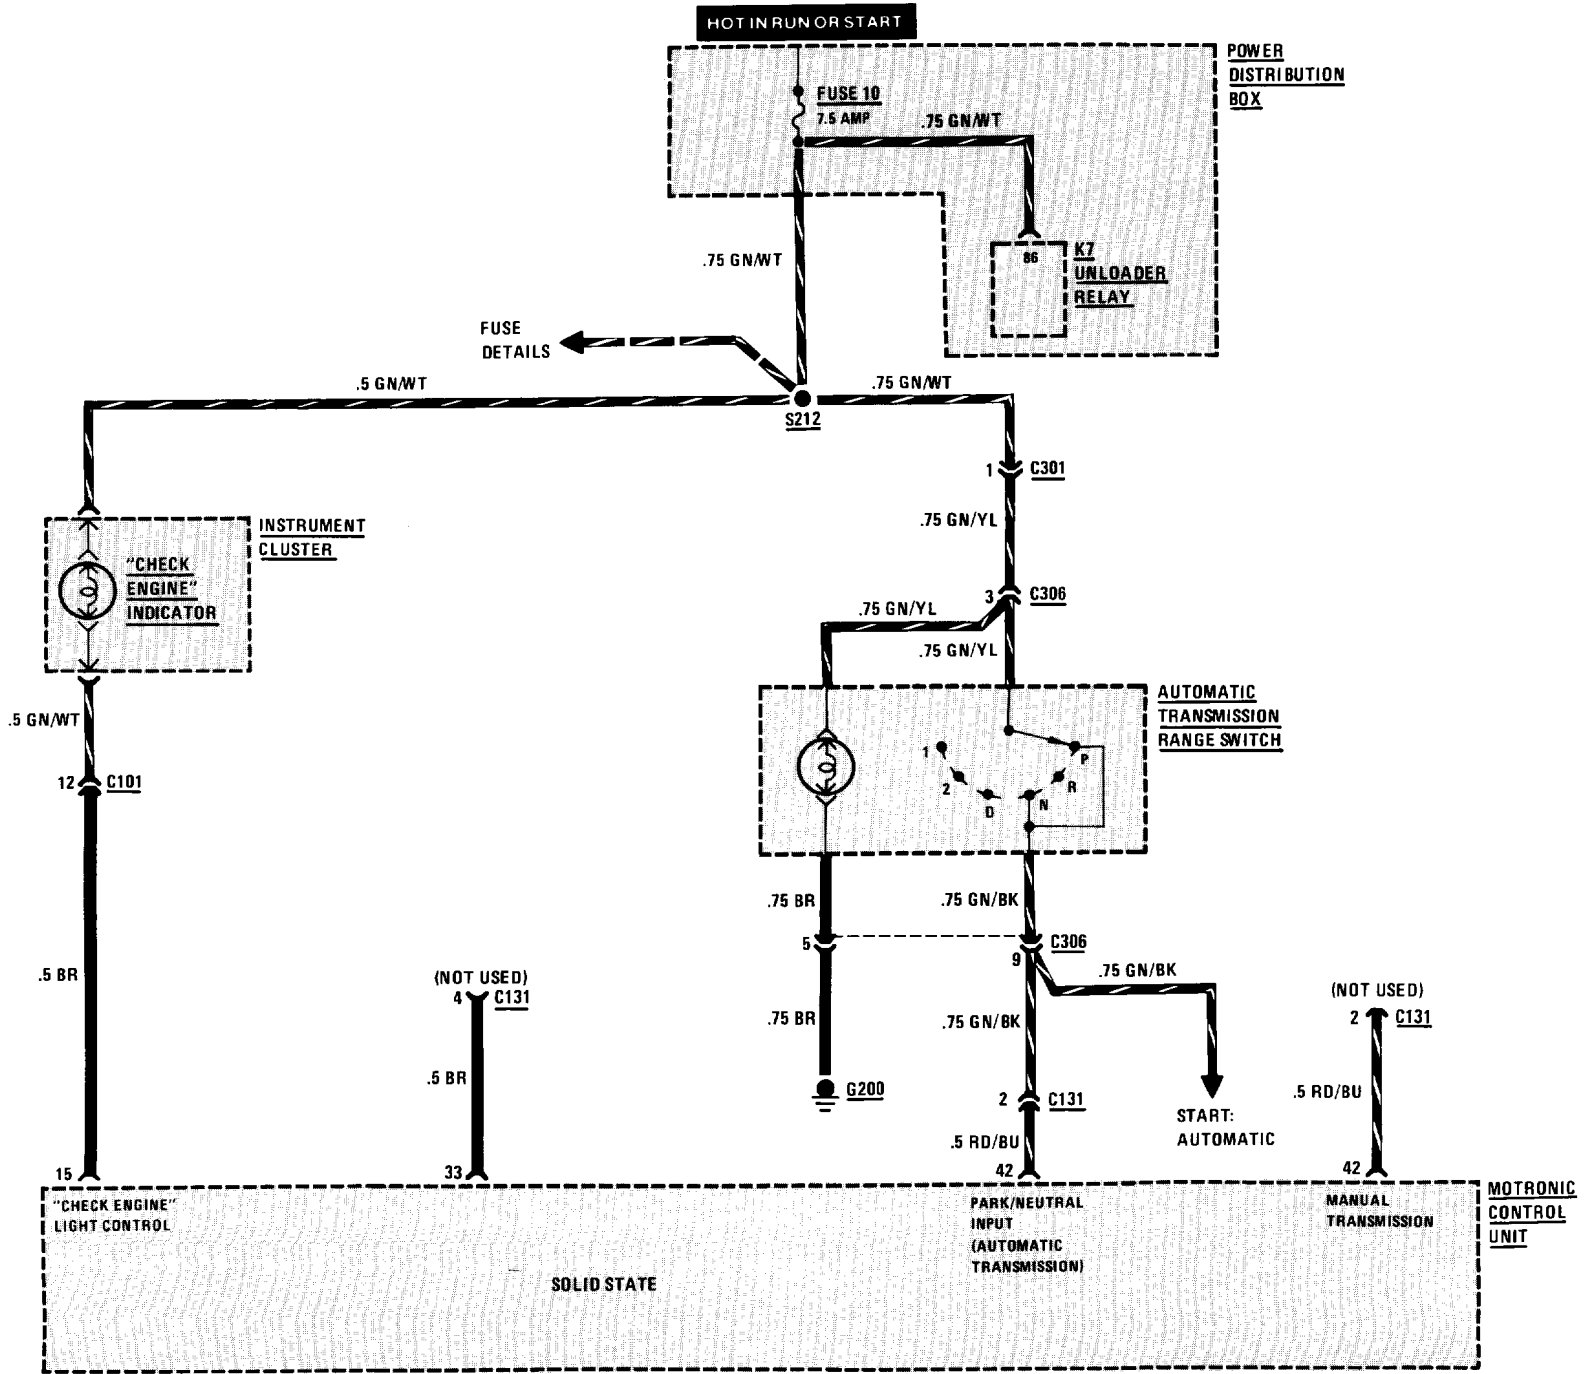 HOT IN RUN OR START
POWER
DISTRIBUTION
BOX
FUSE 10
7.5 AMP
.75 GN/WT
.75 GN/WT
86
K7
UNLOADER
RELAY
FUSE
DETAILS
.5 GN/WT
.75 GN/WT
S212
1
C301
.75 GN/YL
INSTRUMENT
CLUSTER
"CHECK
ENGINE"
INDICATOR
3
C306
.75 GN/YL
.75 GN/YL
AUTOMATIC
TRANSMISSION
RANGE SWITCH
.5 GN/WT
12
C101
1
2
D
N
R
P
.75 BR
.75 GN/BK
5
C306
9
.75 GN/BK
.5 BR
(NOT USED)
4
C131
.75 BR
.75 GN/BK
(NOT USED)
2
C131
.5 BR
G200
2
C131
START:
AUTOMATIC
.5 RD/BU
.5 RD/BU
15
33
42
42
"CHECK ENGINE"
LIGHT CONTROL
PARK/NEUTRAL
INPUT
(AUTOMATIC
TRANSMISSION)
MANUAL
TRANSMISSION
MOTRONIC
CONTROL
UNIT
SOLID STATE